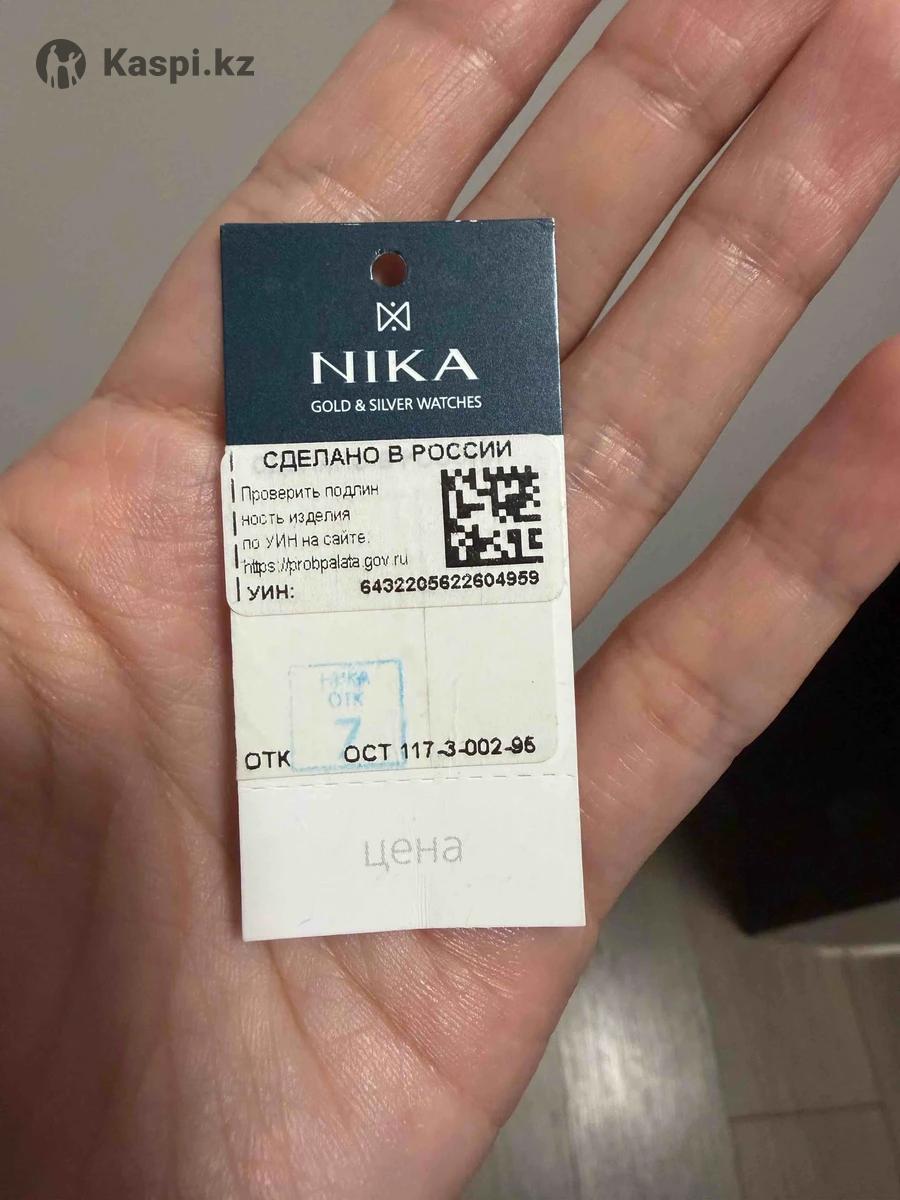 Kaspi.kz
NIKA
GOLD & SILVER WATCHES
СДЕЛАНО В РОССИИ
Проверить подлин
ность изделия
по УИН на сайте:
https://probpalata.gov.ru
УИН: 6432205622604959
НИКА
ОТК
7
ОТК ОСТ 117-3-002-95
цена